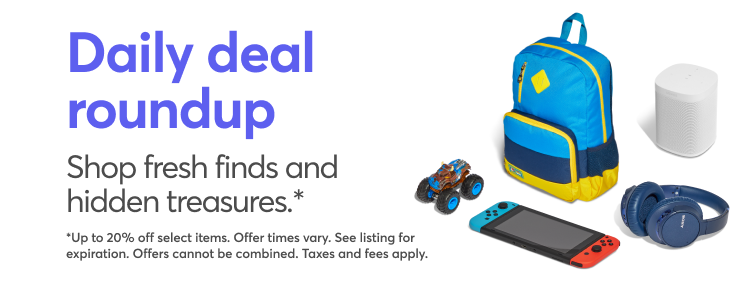 Daily deal
roundup
Shop fresh finds and
hidden treasures.*
*Up to 20% off select items. Offer times vary. See listing for
expiration. Offers cannot be combined. Taxes and fees apply.
SONY